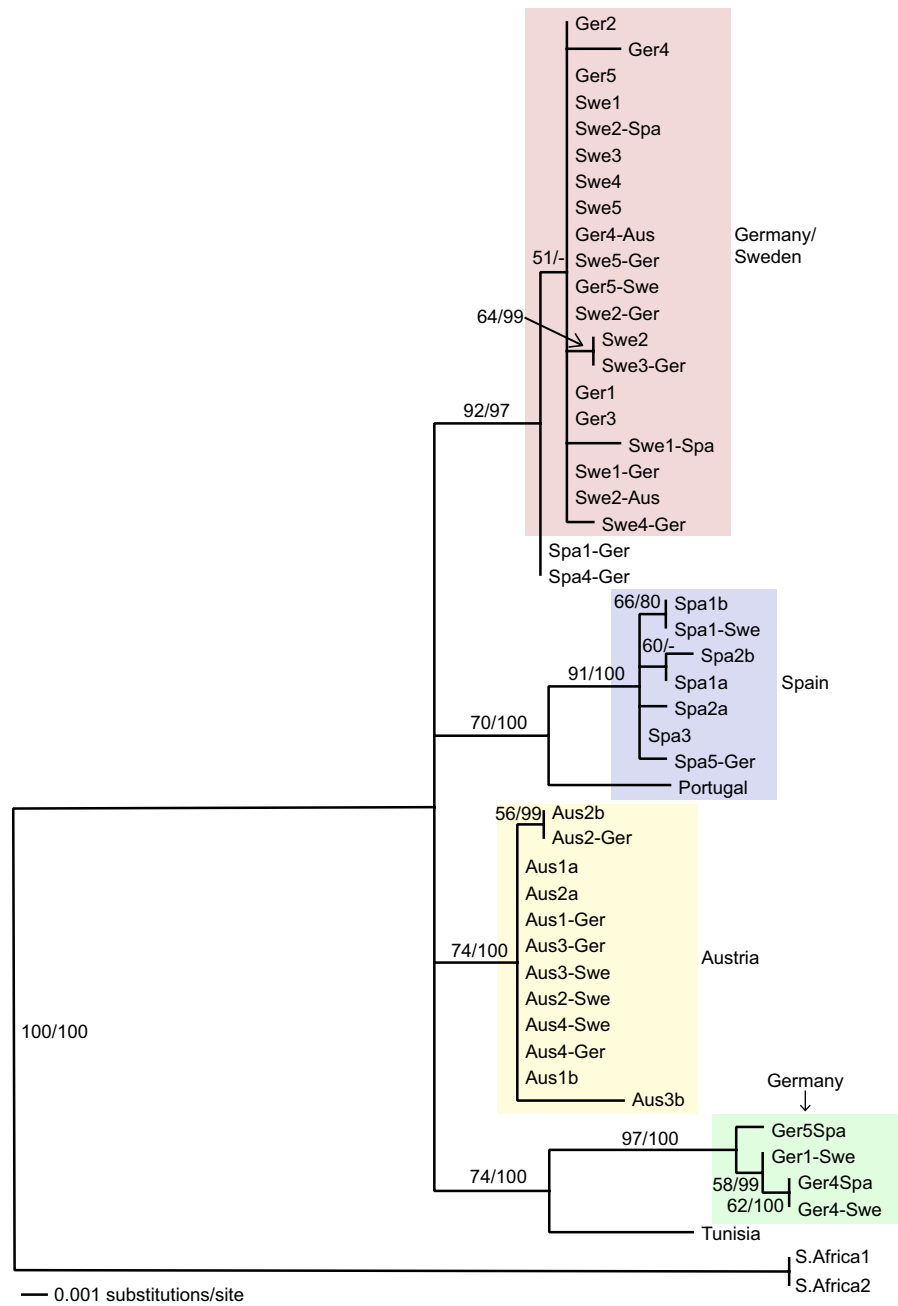 Ger2
Ger4
Ger5
Swe1
Swe2-Spa
Swe3
Swe4
Swe5
Ger4-Aus
Germany/
Sweden
51/-
Swe5-Ger
Ger5-Swe
Swe2-Ger
64/99
Swe2
Swe3-Ger
Ger1
Ger3
92/97
Swe1-Spa
Swe1-Ger
Swe2-Aus
Swe4-Ger
Spa1-Ger
Spa4-Ger
66/80
Spa1b
Spa1-Swe
60/-
Spa2b
91/100
Spa1a
Spain
Spa2a
70/100
Spa3
Spa5-Ger
Portugal
56/99
Aus2b
Aus2-Ger
Aus1a
Aus2a
Aus1-Ger
Aus3-Ger
74/100
Austria
Aus3-Swe
Aus2-Swe
Aus4-Swe
100/100
Aus4-Ger
Aus1b
Germany
Aus3b
Ger5Spa
97/100
Ger1-Swe
74/100
58/99
Ger4Spa
62/100
Ger4-Swe
Tunisia
S.Africa1
S.Africa2
0.001 substitutions/site